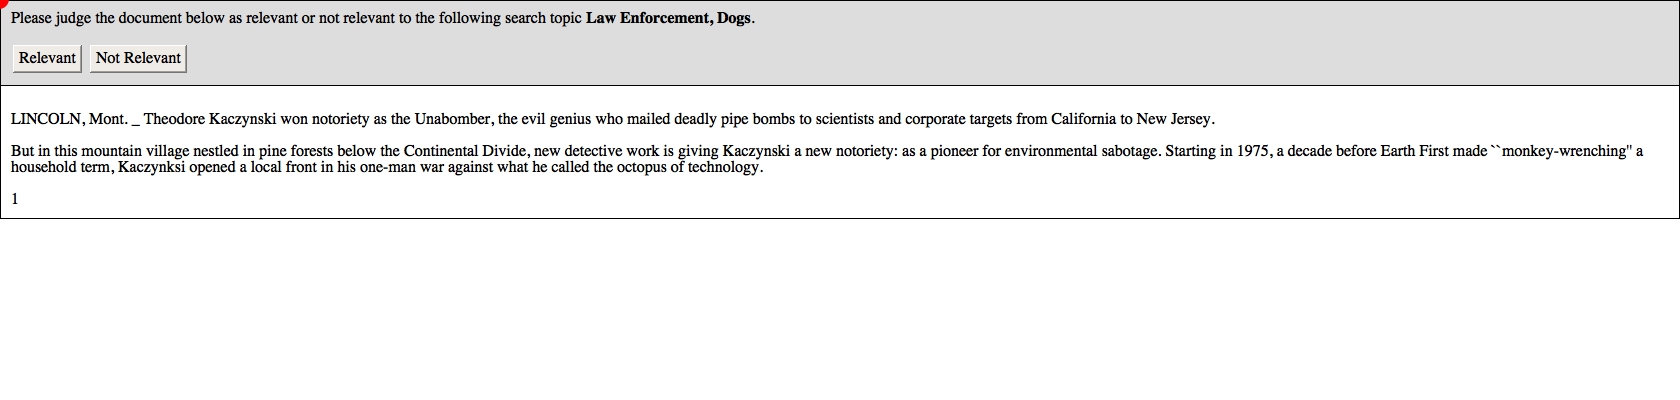 Please judge the document below as relevant or not relevant to the following search topic Law Enforcement, Dogs.
Relevant Not Relevant
LINCOLN, Mont. _ Theodore Kaczynski won notoriety as the Unabomber, the evil genius who mailed deadly pipe bombs to scientists and corporate targets from California to New Jersey.
But in this mountain village nestled in pine forests below the Continental Divide, new detective work is giving Kaczynski a new notoriety: as a pioneer for environmental sabotage. Starting in 1975, a decade before Earth First made ``monkey-wrenching'' a
household term, Kaczynksi opened a local front in his one-man war against what he called the octopus of technology.
1